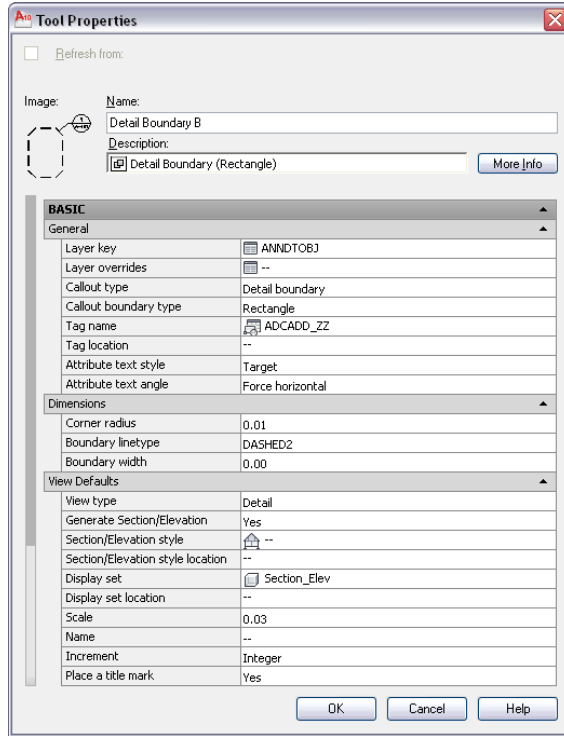 A10 Tool Properties
Refresh from:
Image:
Name:
Detail Boundary B
Description:
Detail Boundary (Rectangle)
More Info
BASIC
General
Layer key ANNDTOBJ
Layer overrides --
Callout type Detail boundary
Callout boundary type Rectangle
Tag name ADCADD_ZZ
Tag location --
Attribute text style Target
Attribute text angle Force horizontal
Dimensions
Corner radius 0.01
Boundary linetype DASHED2
Boundary width 0.00
View Defaults
View type Detail
Generate Section/Elevation Yes
Section/Elevation style --
Section/Elevation style location --
Display set Section_Elev
Display set location --
Scale 0.03
Name --
Increment Integer
Place a title mark Yes
OK Cancel Help